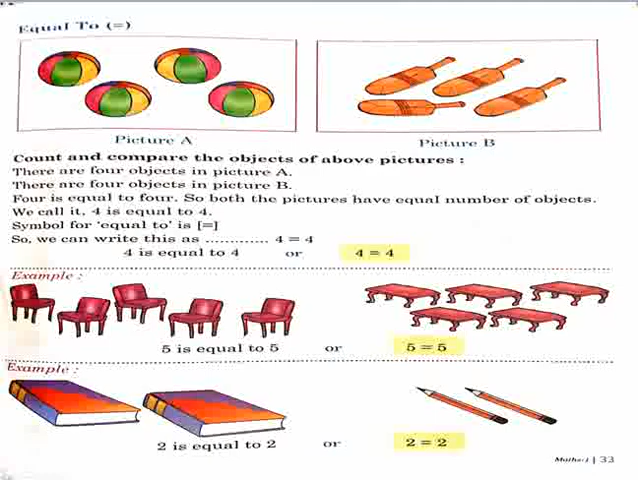 Equal To (=)
Picture A
Picture B
Count and compare the objects of above pictures :
There are four objects in picture A.
There are four objects in picture B.
Four is equal to four. So both the pictures have equal number of objects.
We call it, 4 is equal to 4.
Symbol for 'equal to' is [=]
So, we can write this as ............. 4 = 4
4 is equal to 4 or 4 = 4
Example :
5 is equal to 5 or 5 = 5
Example :
2 is equal to 2 or 2 = 2
Maths-1 | 33